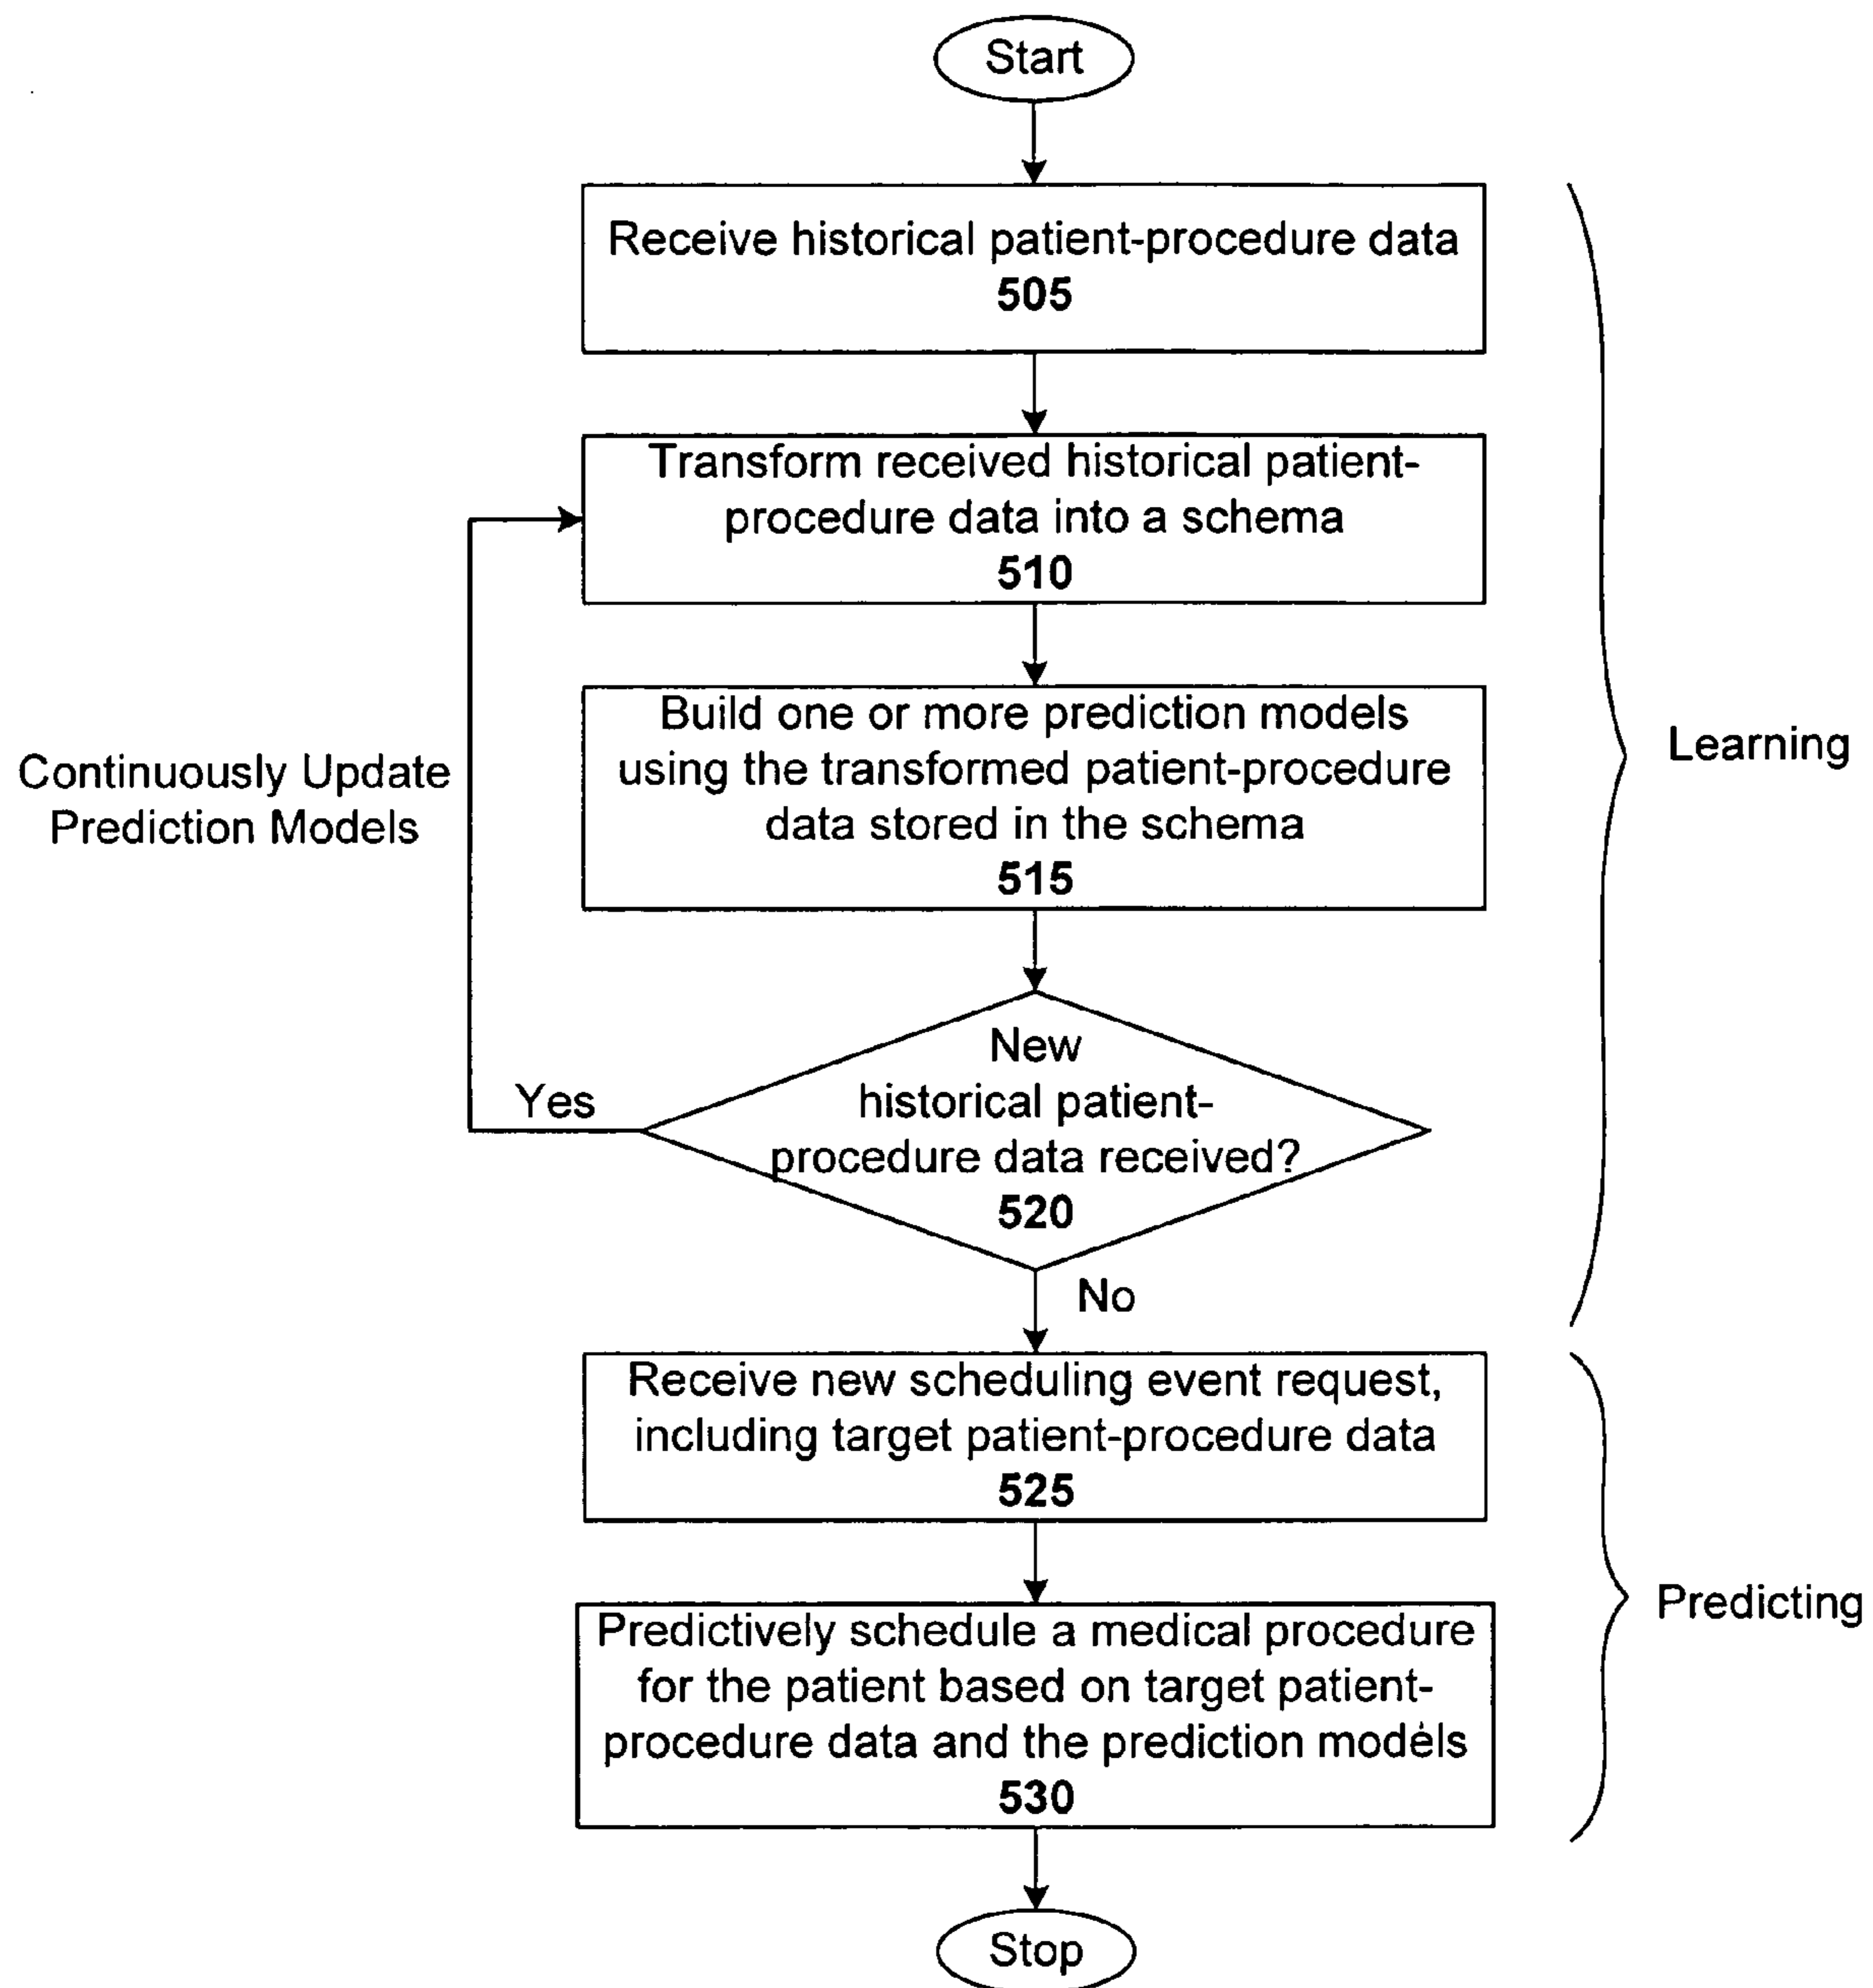 Start
Receive historical patient-procedure data
505
Transform received historical patient-
procedure data into a schema
510
Build one or more prediction models
using the transformed patient-procedure
data stored in the schema
515
Learning
Continuously Update
Prediction Models
New
historical patient-
procedure data received?
520
Yes
No
Receive new scheduling event request,
including target patient-procedure data
525
Predictively schedule a medical procedure
for the patient based on target patient-
procedure data and the prediction models
530
Predicting
Stop